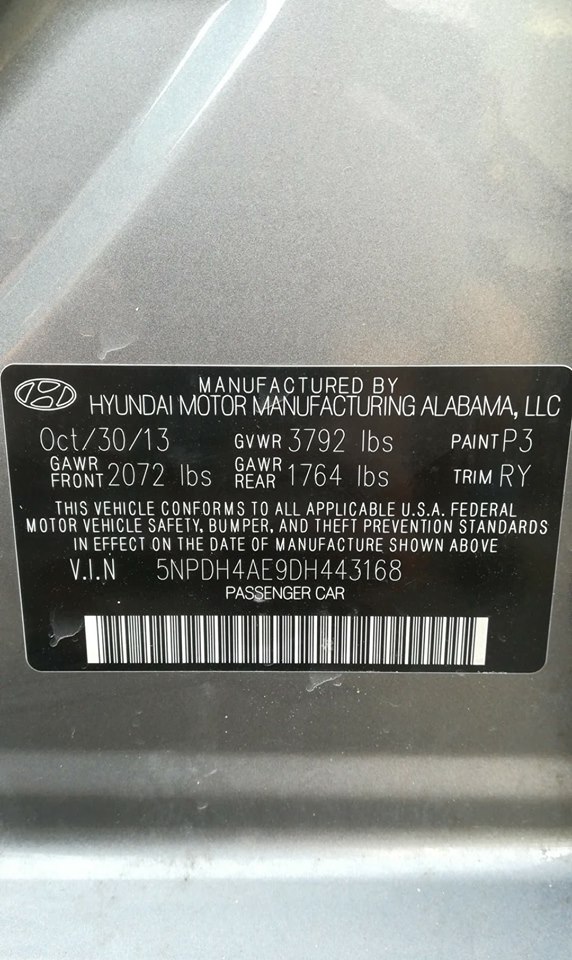 MANUFACTURED BY
HYUNDAI MOTOR MANUFACTURING ALABAMA, LLC
Oct/30/13 GVWR 3792 lbs PAINT P3
GAWR FRONT 2072 lbs GAWR REAR 1764 lbs TRIM RY
THIS VEHICLE CONFORMS TO ALL APPLICABLE U.S.A. FEDERAL
MOTOR VEHICLE SAFETY, BUMPER, AND THEFT PREVENTION STANDARDS
IN EFFECT ON THE DATE OF MANUFACTURE SHOWN ABOVE
V.I.N 5NPDH4AE9DH443168
PASSENGER CAR